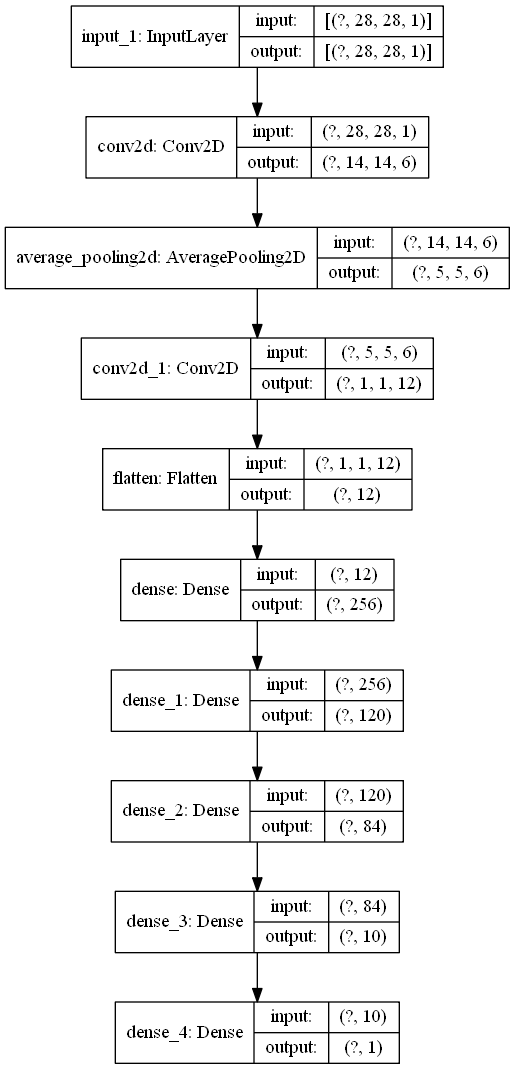 input_1: InputLayer
input: [(?, 28, 28, 1)]
output: [(?, 28, 28, 1)]
conv2d: Conv2D
input: (?, 28, 28, 1)
output: (?, 14, 14, 6)
average_pooling2d: AveragePooling2D
input: (?, 14, 14, 6)
output: (?, 5, 5, 6)
conv2d_1: Conv2D
input: (?, 5, 5, 6)
output: (?, 1, 1, 12)
flatten: Flatten
input: (?, 1, 1, 12)
output: (?, 12)
dense: Dense
input: (?, 12)
output: (?, 256)
dense_1: Dense
input: (?, 256)
output: (?, 120)
dense_2: Dense
input: (?, 120)
output: (?, 84)
dense_3: Dense
input: (?, 84)
output: (?, 10)
dense_4: Dense
input: (?, 10)
output: (?, 1)